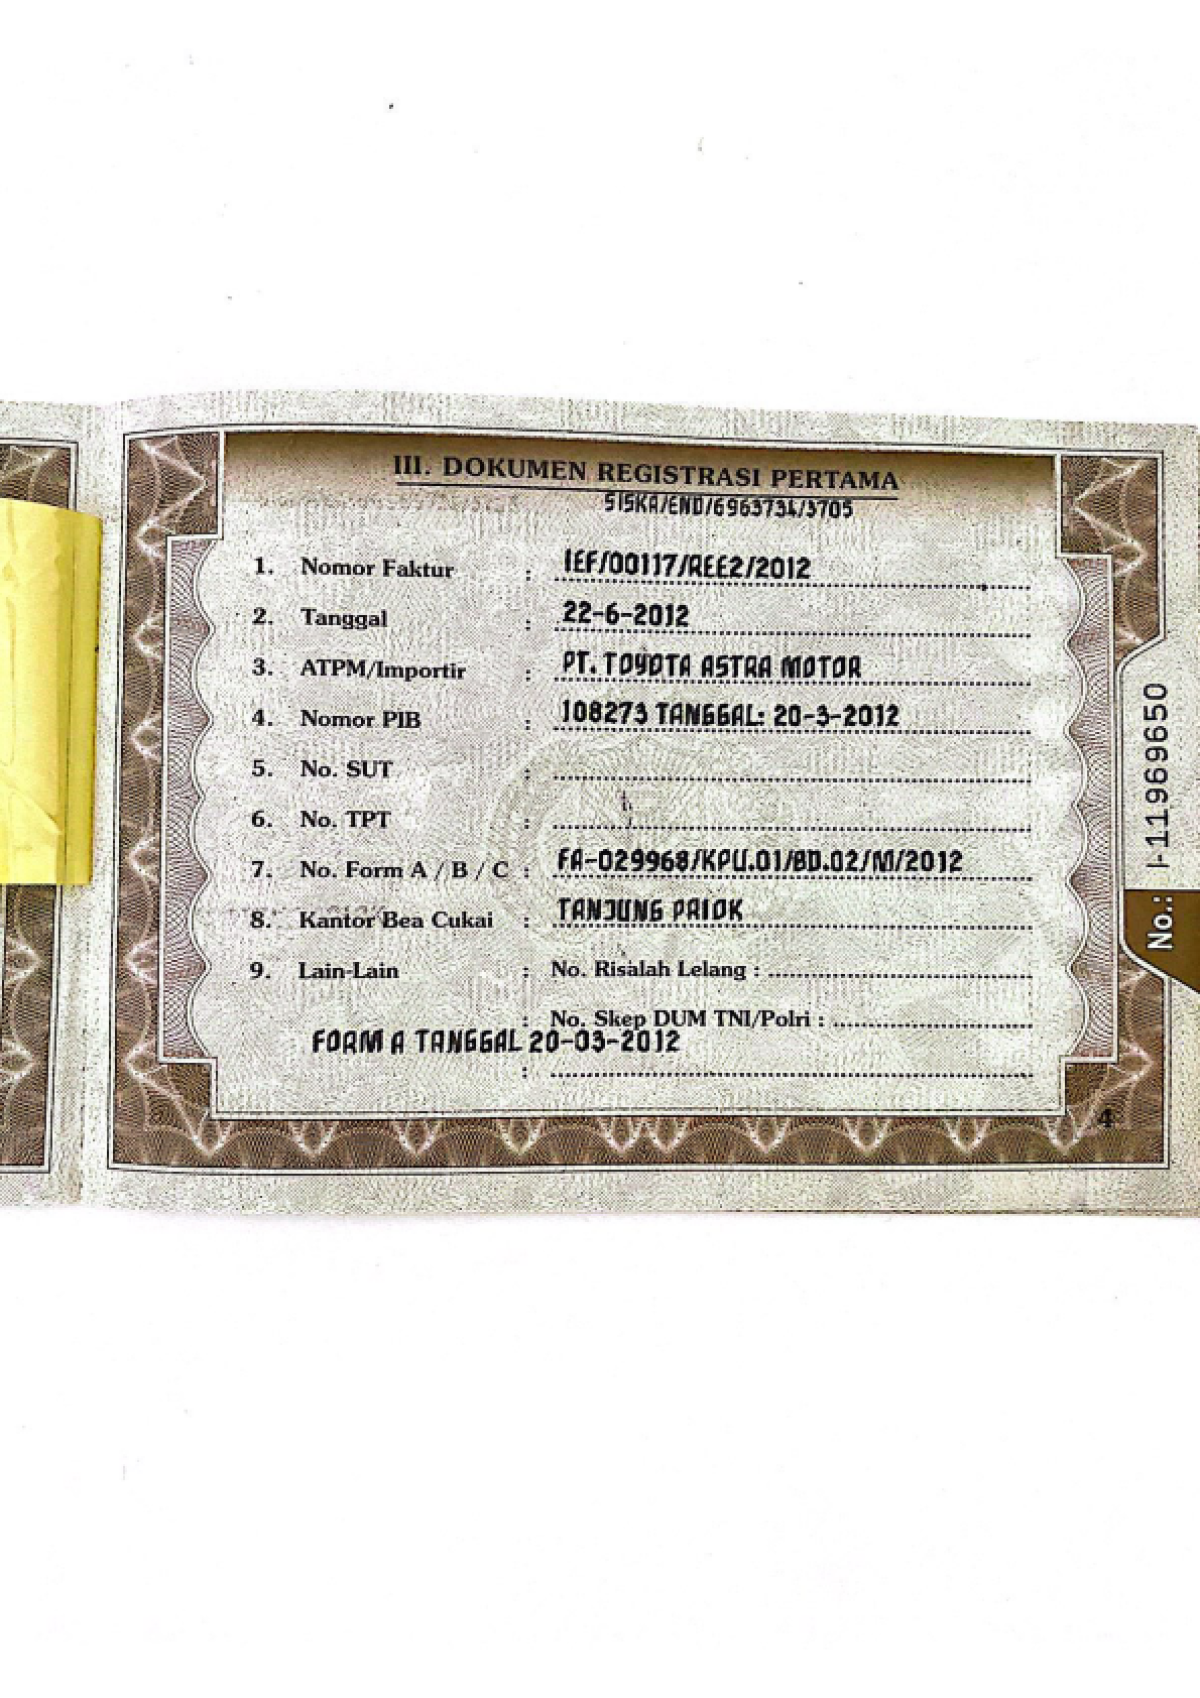 III. DOKUMEN REGISTRASI PERTAMA
SISKA/END/6963734/3705
1. Nomor Faktur : IEF/00117/REE2/2012
2. Tanggal : 22-6-2012
3. ATPM/Importir : PT. TOYOTA ASTRA MOTOR
4. Nomor PIB : 108273 TANGGAL: 20-3-2012
5. No. SUT :
6. No. TPT :
7. No. Form A / B / C : FA-029968/KPU.01/BD.02/M/2012
8. Kantor Bea Cukai : TANJUNG PRIOK
9. Lain-Lain : No. Risalah Lelang :
: No. Skep DUM TNI/Polri :
FORM A TANGGAL 20-03-2012
:
4
No.: I-11969650